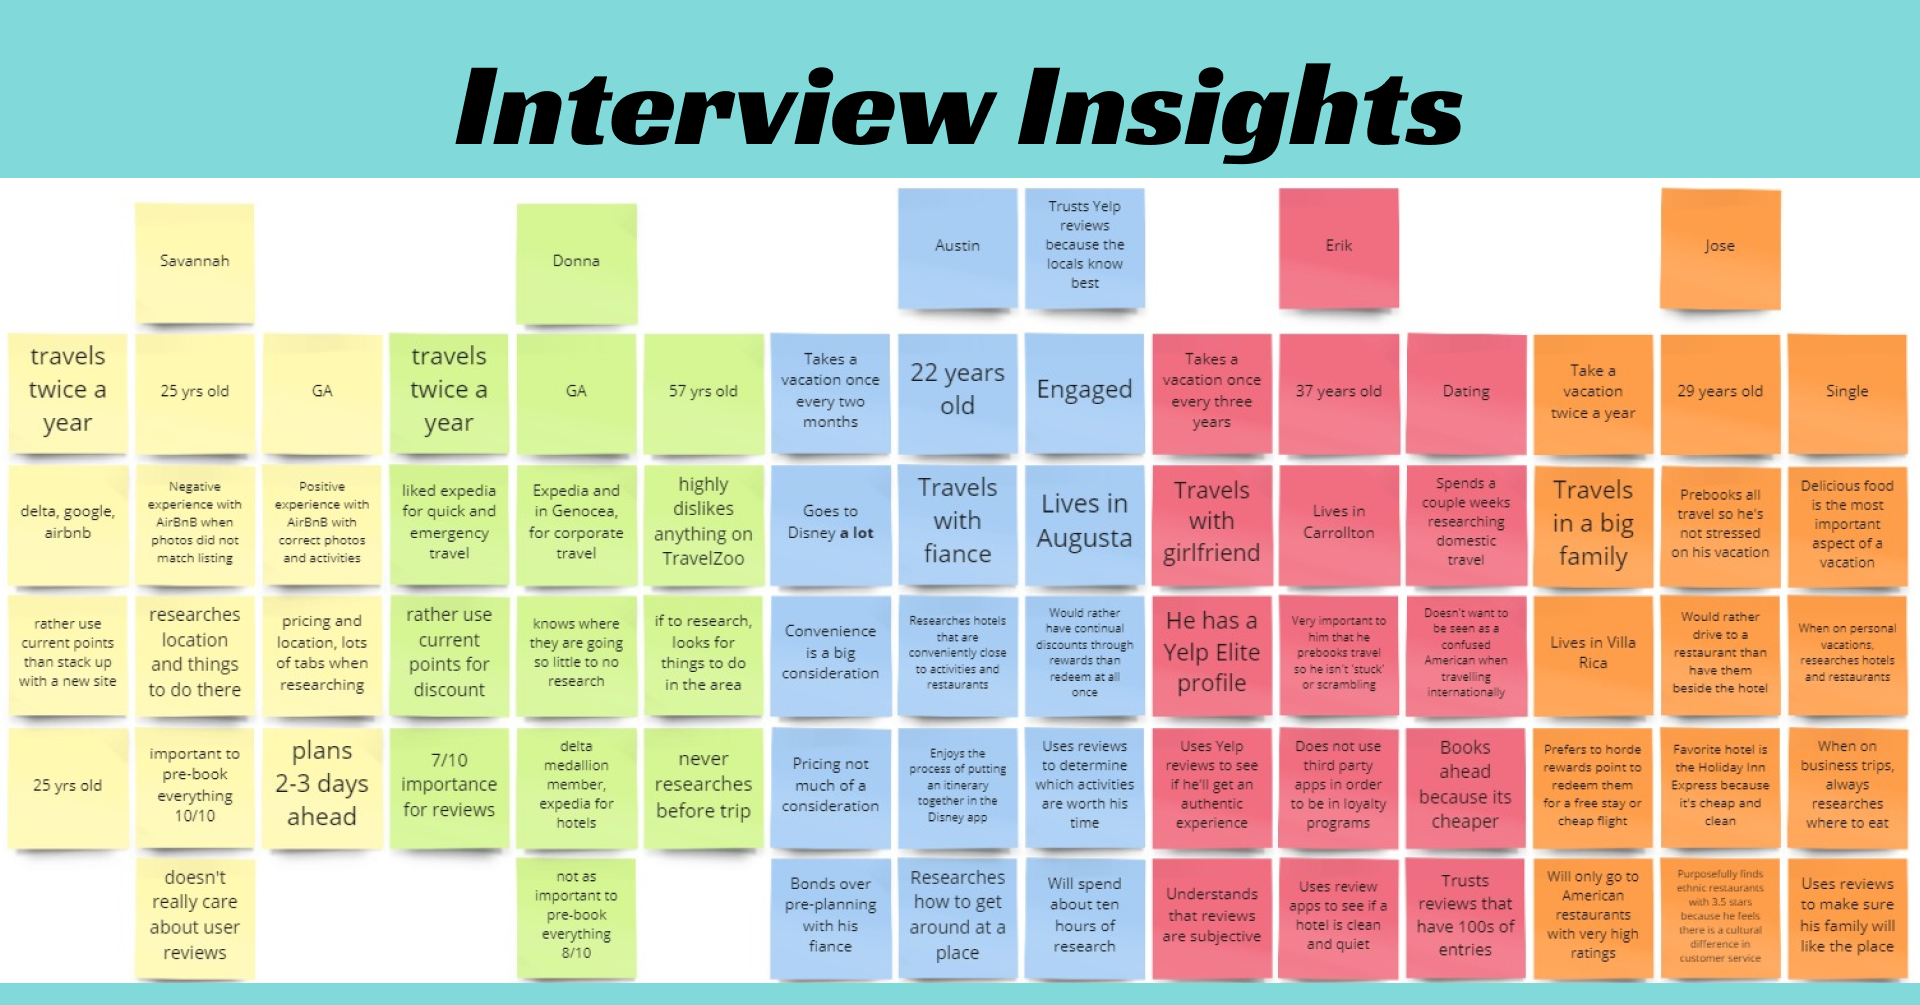 Interview Insights
Savannah
travels
twice a
year
25 yrs old
GA
delta, google,
airbnb
Negative
experience with
AirBnB when
photos did not
match listing
Positive
experience with
AirBnB with
correct photos
and activities
rather use
current points
than stack up
with a new site
researches
location
and things
to do there
pricing and
location, lots
of tabs when
researching
25 yrs old
important to
pre-book
everything
10/10
plans
2-3 days
ahead
doesn't
really care
about user
reviews
Donna
travels
twice a
year
GA
57 yrs old
liked expedia
for quick and
emergency
travel
Expedia and
in Genocea,
for corporate
travel
highly
dislikes
anything on
TravelZoo
rather use
current
points for
discount
knows where
they are going
so little to no
research
if to research,
looks for
things to do
in the area
7/10
importance
for reviews
delta
medallion
member,
expedia for
hotels
never
researches
before trip
not as
important to
pre-book
everything
8/10
Austin
Trusts Yelp
reviews
because the
locals know
best
Takes a
vacation once
every two
months
22 years
old
Engaged
Goes to
Disney a lot
Travels
with
fiance
Lives in
Augusta
Convenience
is a big
consideration
Researches hotels
that are
conveniently close
to activities and
restaurants
Would rather
have continual
discounts through
rewards than
redeem at all
once
Pricing not
much of a
consideration
Enjoys the
process of putting
an itinerary
together in the
Disney app
Uses reviews
to determine
which activities
are worth his
time
Bonds over
pre-planning
with his
fiance
Researches
how to get
around at a
place
Will spend
about ten
hours of
research
Erik
Takes a
vacation once
every three
years
37 years old
Dating
Travels
with
girlfriend
Lives in
Carrollton
Spends a
couple weeks
researching
domestic
travel
He has a
Yelp Elite
profile
Very important to
him that he
prebooks travel
so he isn't 'stuck'
or scrambling
Doesn't want to
be seen as a
confused
American when
travelling
internationally
Uses Yelp
reviews to see
if he'll get an
authentic
experience
Does not use
third party
apps in order
to be in loyalty
programs
Books
ahead
because its
cheaper
Understands
that reviews
are subjective
Uses review
apps to see if a
hotel is clean
and quiet
Trusts
reviews that
have 100s of
entries
Jose
Take a
vacation
twice a year
29 years old
Single
Travels
in a big
family
Prebooks all
travel so he's
not stressed
on his vacation
Delicious food
is the most
important
aspect of a
vacation
Lives in Villa
Rica
Would rather
drive to a
restaurant than
have them
beside the hotel
When on personal
vacations,
researches hotels
and restaurants
Prefers to horde
rewards point to
redeem them
for a free stay or
cheap flight
Favorite hotel is
the Holiday Inn
Express because
it's cheap and
clean
When on
business trips,
always
researches
where to eat
Will only go to
American
restaurants
with very high
ratings
Purposefully finds
ethnic restaurants
with 3.5 stars
because he feels
there is a cultural
difference in
customer service
Uses reviews
to make sure
his family will
like the place